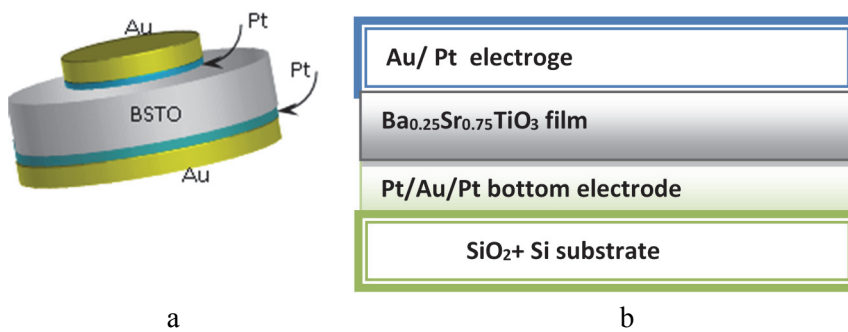 Au
Pt
Pt
BSTO
Au
a
Au/ Pt electroge
Ba₀.₂₅Sr₀.₇₅TiO₃ film
Pt/Au/Pt bottom electrode
SiO₂+ Si substrate
b